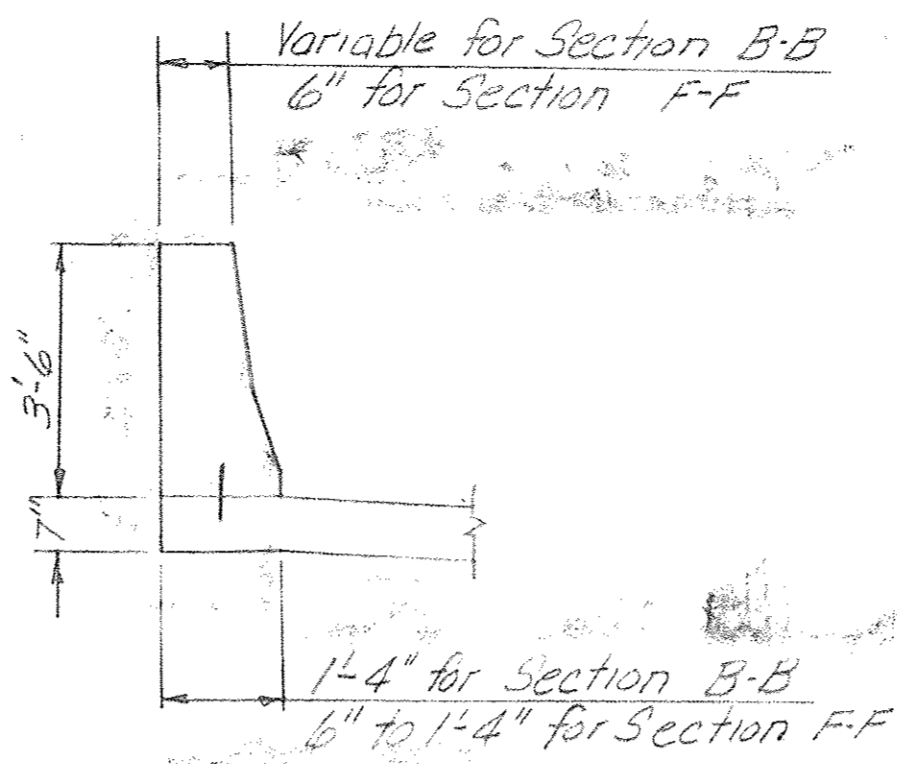 Variable for Section B-B
6" for Section F-F
3'-6"
7"
1'-4" for Section B-B
6" to 1'-4" for Section F-F